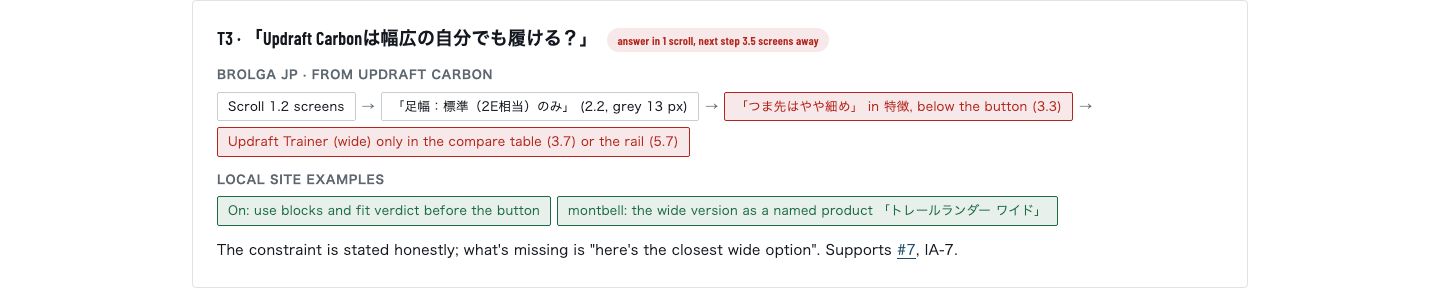 T3 · 「Updraft Carbonは幅広の自分でも履ける？」 answer in 1 scroll, next step 3.5 screens away
BROLGA JP · FROM UPDRAFT CARBON
Scroll 1.2 screens → 「足幅：標準（2E相当）のみ」 (2.2, grey 13 px) → 「つま先はやや細め」 in 特徴, below the button (3.3) →
Updraft Trainer (wide) only in the compare table (3.7) or the rail (5.7)
LOCAL SITE EXAMPLES
On: use blocks and fit verdict before the button montbell: the wide version as a named product 「トレールランダー ワイド」
The constraint is stated honestly; what's missing is "here's the closest wide option". Supports #7, IA-7.